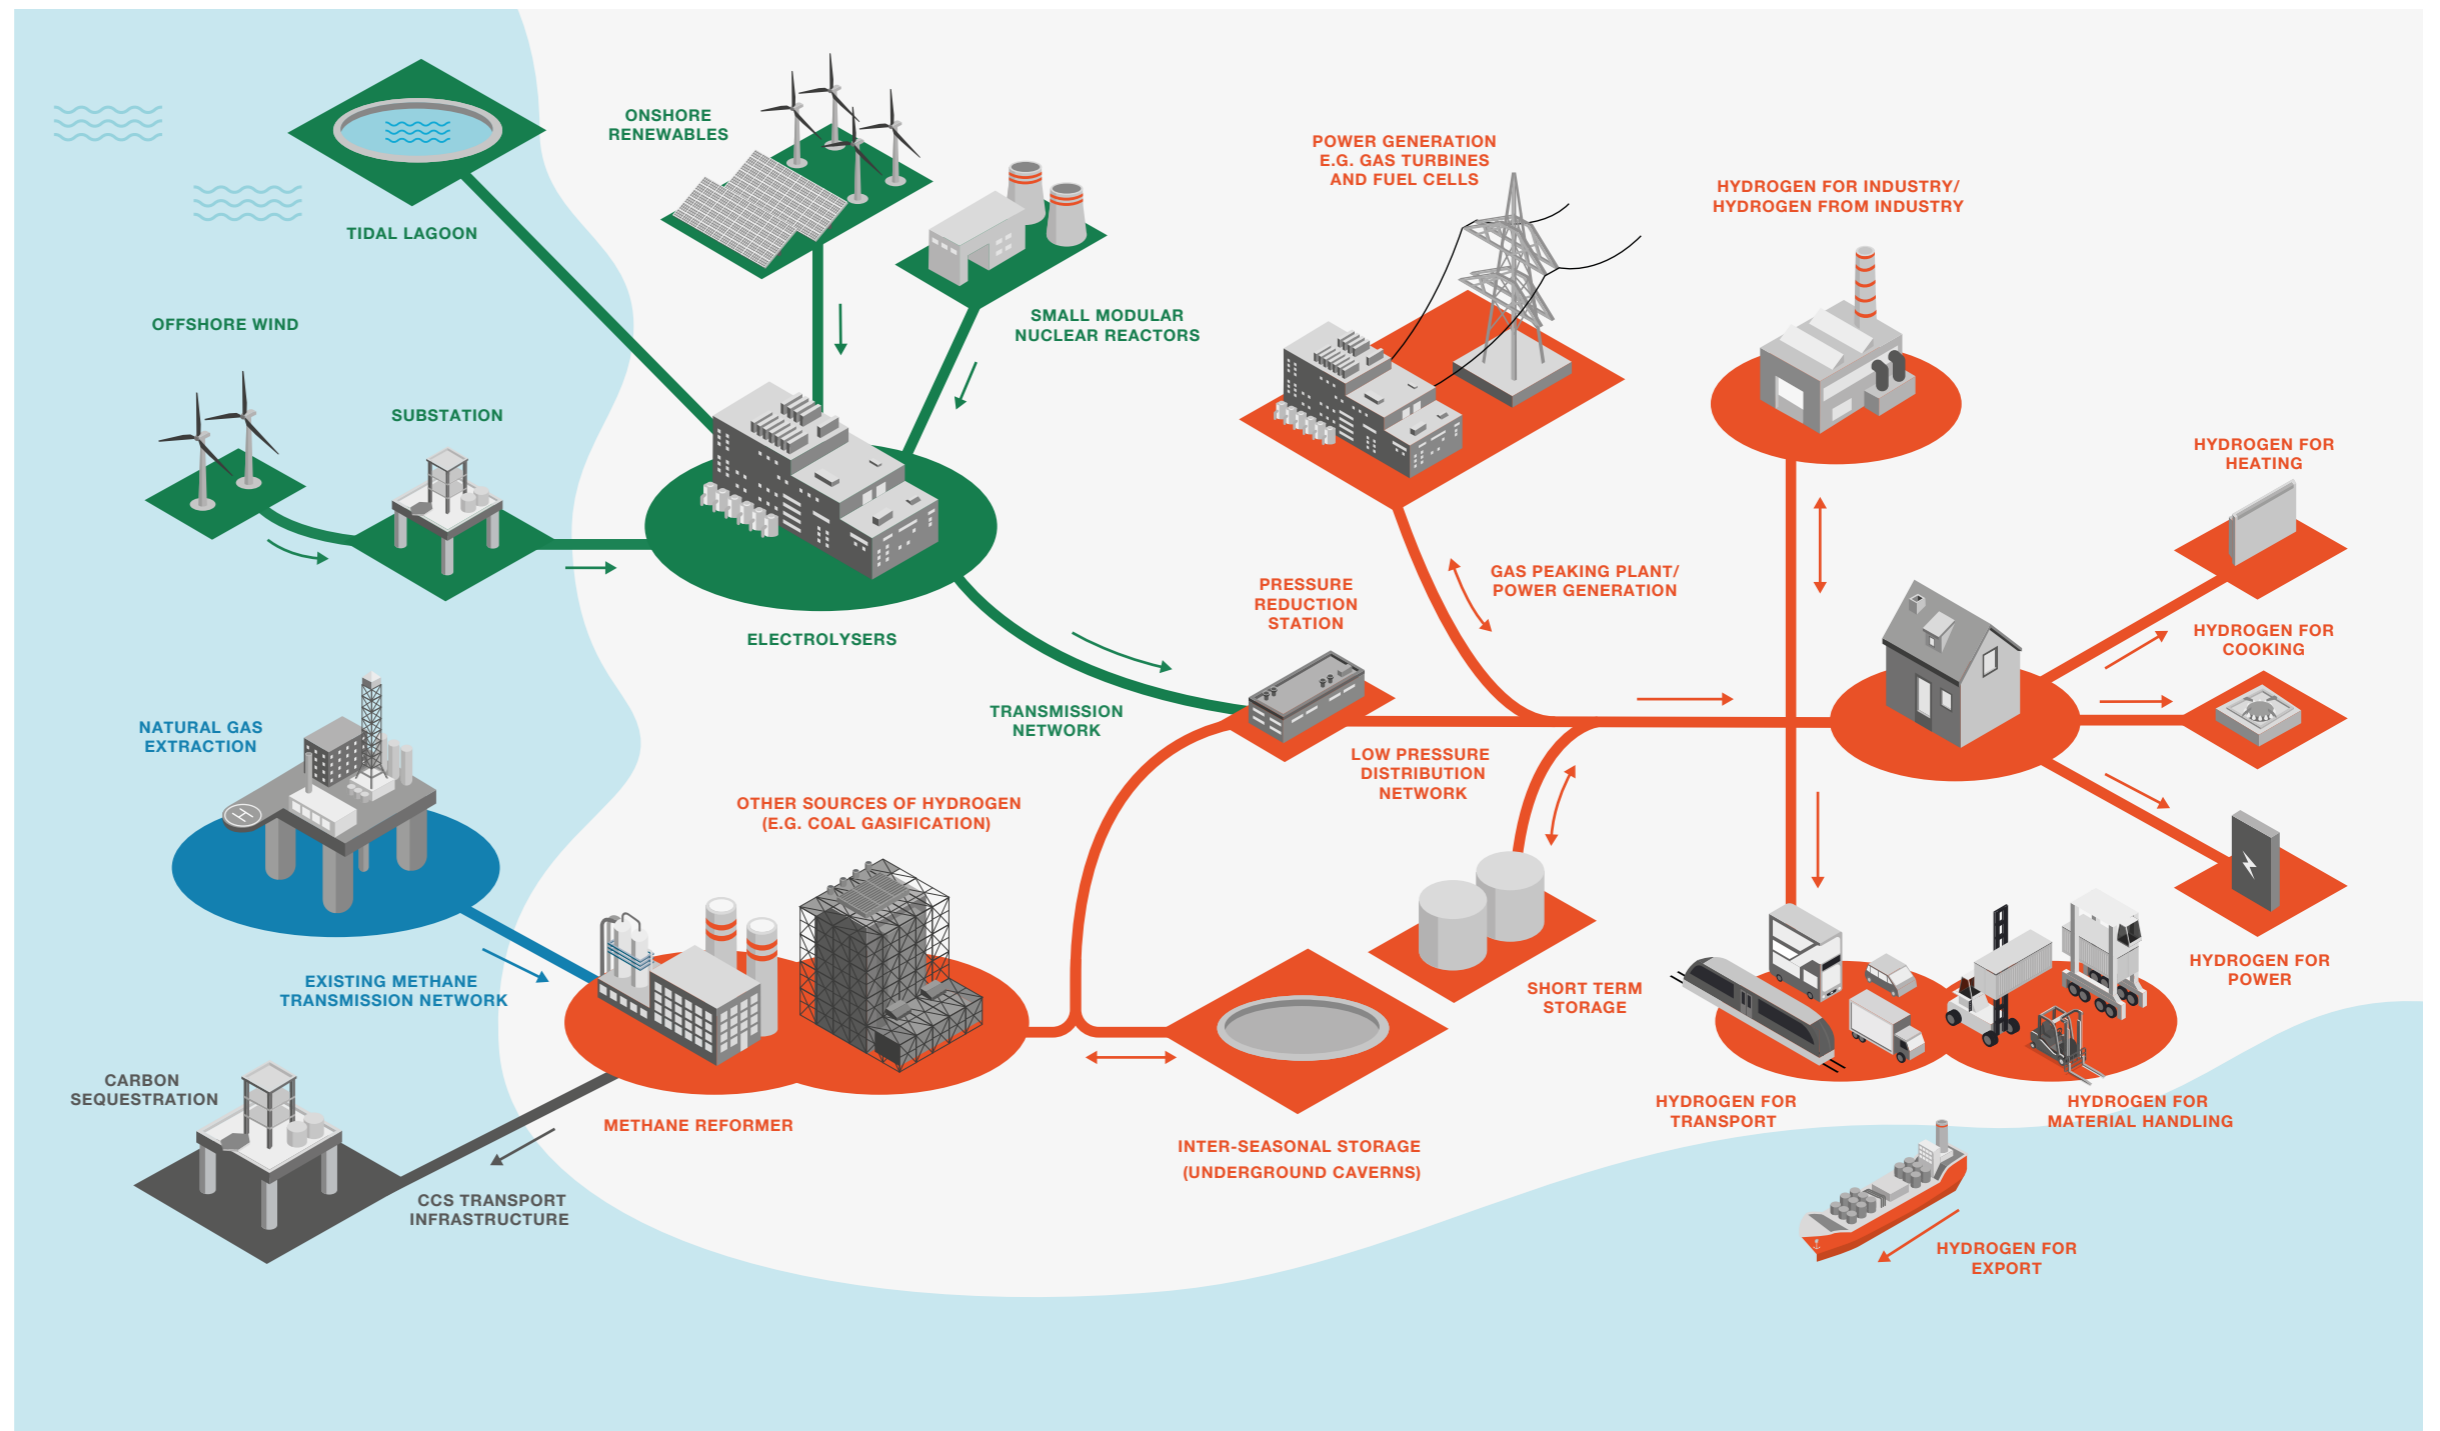 ONSHORE
RENEWABLES
POWER GENERATION
E.G. GAS TURBINES
AND FUEL CELLS
HYDROGEN FOR INDUSTRY/
HYDROGEN FROM INDUSTRY
TIDAL LAGOON
OFFSHORE WIND
SMALL MODULAR
NUCLEAR REACTORS
SUBSTATION
HYDROGEN FOR
HEATING
GAS PEAKING PLANT/
POWER GENERATION
PRESSURE
REDUCTION
STATION
ELECTROLYSERS
HYDROGEN FOR
COOKING
TRANSMISSION
NETWORK
NATURAL GAS
EXTRACTION
LOW PRESSURE
DISTRIBUTION
NETWORK
OTHER SOURCES OF HYDROGEN
(E.G. COAL GASIFICATION)
H
HYDROGEN FOR
POWER
EXISTING METHANE
TRANSMISSION NETWORK
SHORT TERM
STORAGE
CARBON
SEQUESTRATION
METHANE REFORMER
HYDROGEN FOR
TRANSPORT
HYDROGEN FOR
MATERIAL HANDLING
INTER-SEASONAL STORAGE
(UNDERGROUND CAVERNS)
CCS TRANSPORT
INFRASTRUCTURE
HYDROGEN FOR
EXPORT